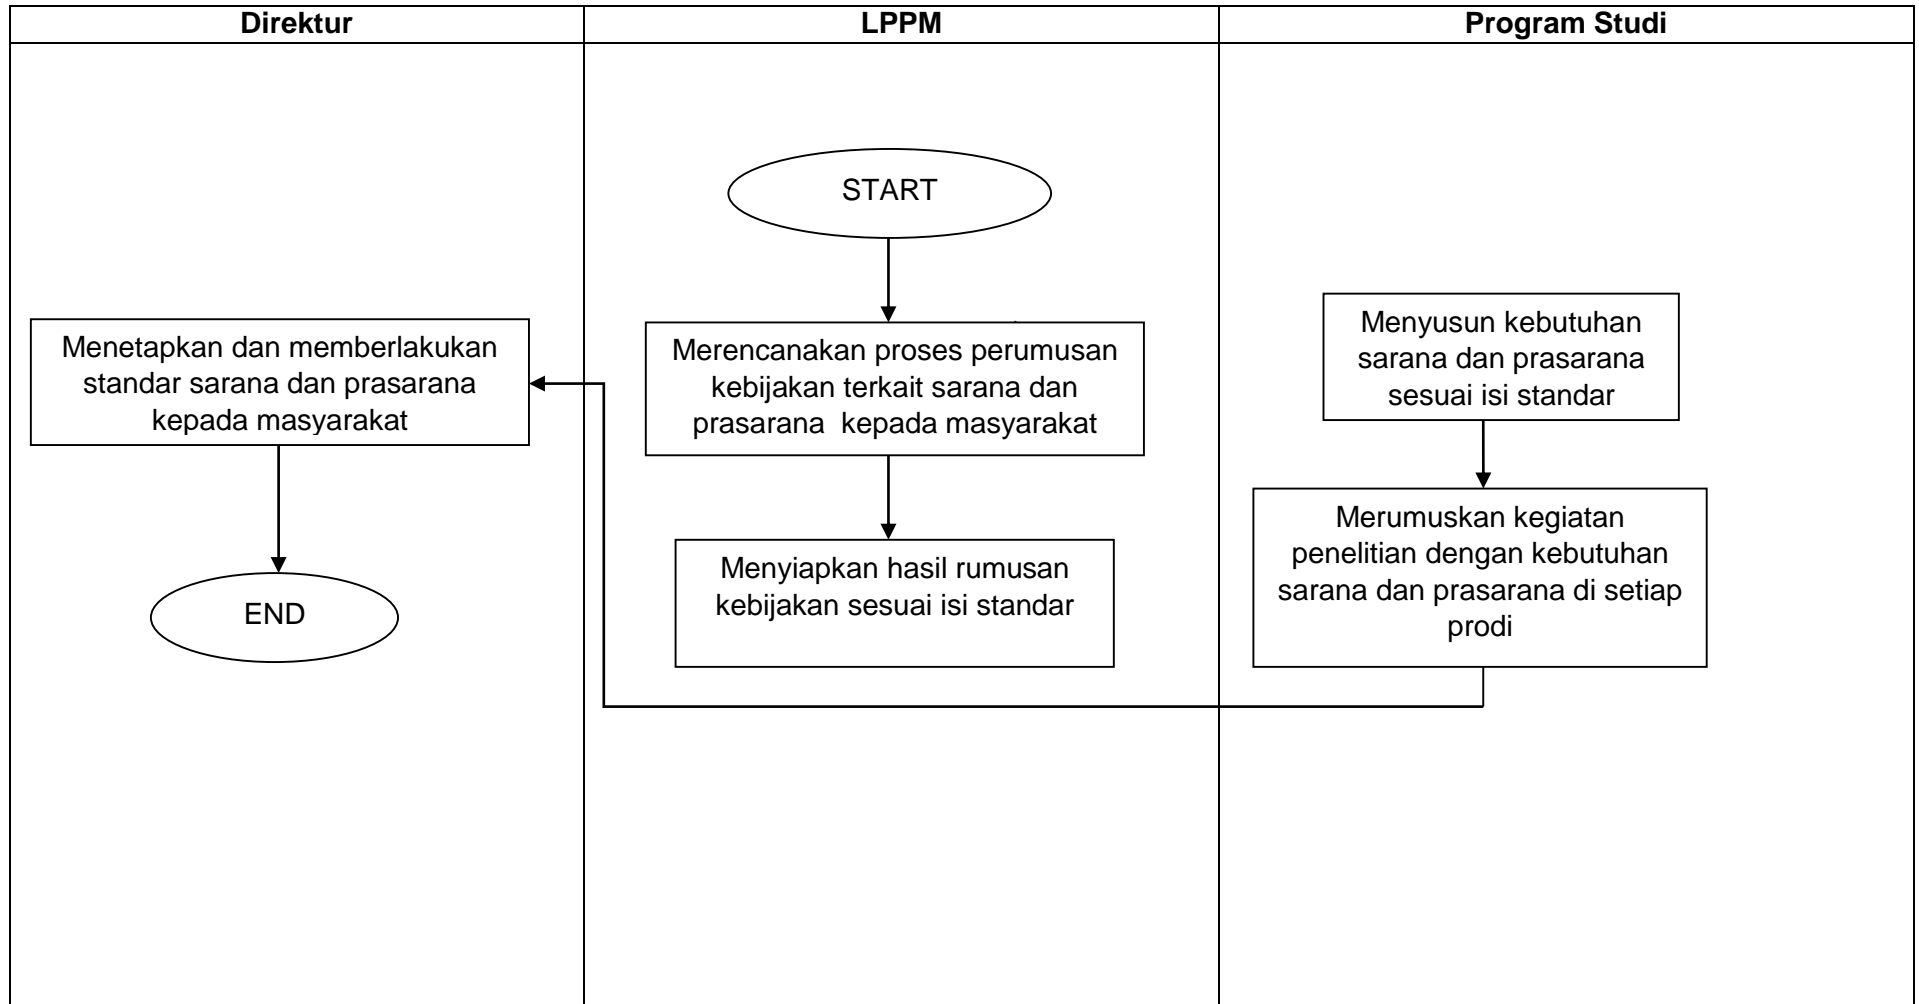 Direktur
LPPM
Program Studi
START
Menetapkan dan memberlakukan
standar sarana dan prasarana
kepada masyarakat
END
Merencanakan proses perumusan
kebijakan terkait sarana dan
prasarana  kepada masyarakat
Menyiapkan hasil rumusan
kebijakan sesuai isi standar
Menyusun kebutuhan
sarana dan prasarana
sesuai isi standar
Merumuskan kegiatan
penelitian dengan kebutuhan
sarana dan prasarana di setiap
prodi